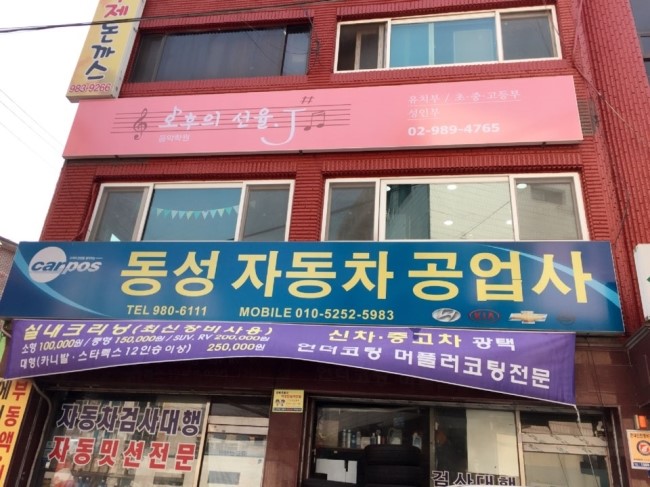 제
돈
까
스
983-9266
오후의 선율.J
음악학원
유치부 / 초·중·고등부
성인부
02-989-4765
carpos
동성 자동차 공업사
TEL 980-6111 MOBILE 010-5252-5983
실내크리닝(최신장비사용)
소형 100,000원 / 중형 150,000원 / SUV, RV 200,000원
대형(카니발·스타렉스 12인승 이상) 250,000원
신차·중고차 광택
언더코팅 머플러코팅전문
자동차검사대행
자동밋션전문
부
동
액
검사대행